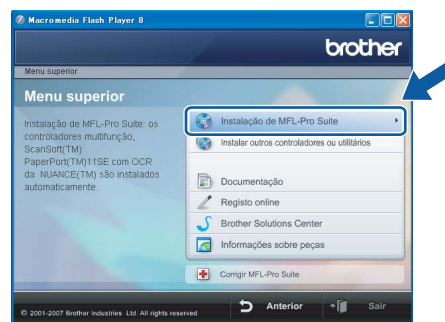 Macromedia Flash Player 8
brother
Menu superior
Menu superior
Instalação de MFL-Pro Suite: os
controladores multifunção,
ScanSoft(TM)
PaperPort(TM)11SE com OCR
da NUANCE(TM) são instalados
automaticamente.
Instalação de MFL-Pro Suite
Instalar outros controladores ou utilitários
Documentação
Registo online
Brother Solutions Center
Informações sobre peças
Corrigir MFL-Pro Suite
© 2001-2007 Brother Industries Ltd. All rights reserved
Anterior
Sair